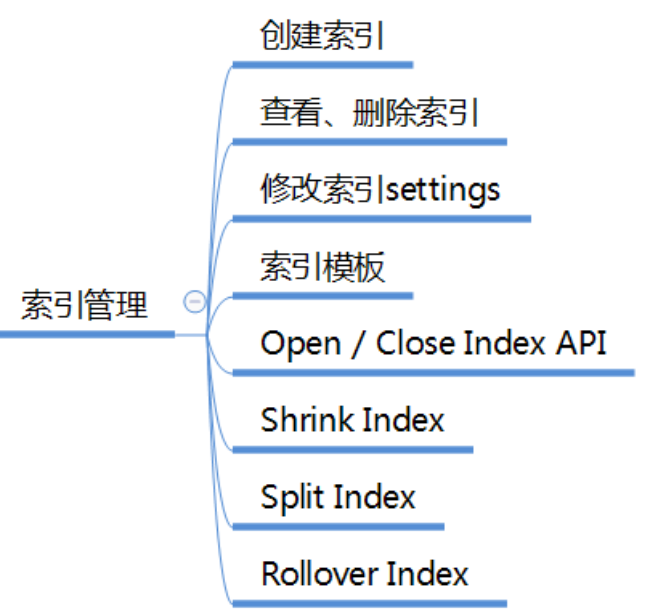 创建索引
查看、删除索引
修改索引settings
索引模板
索引管理
Open / Close Index API
Shrink Index
Split Index
Rollover Index